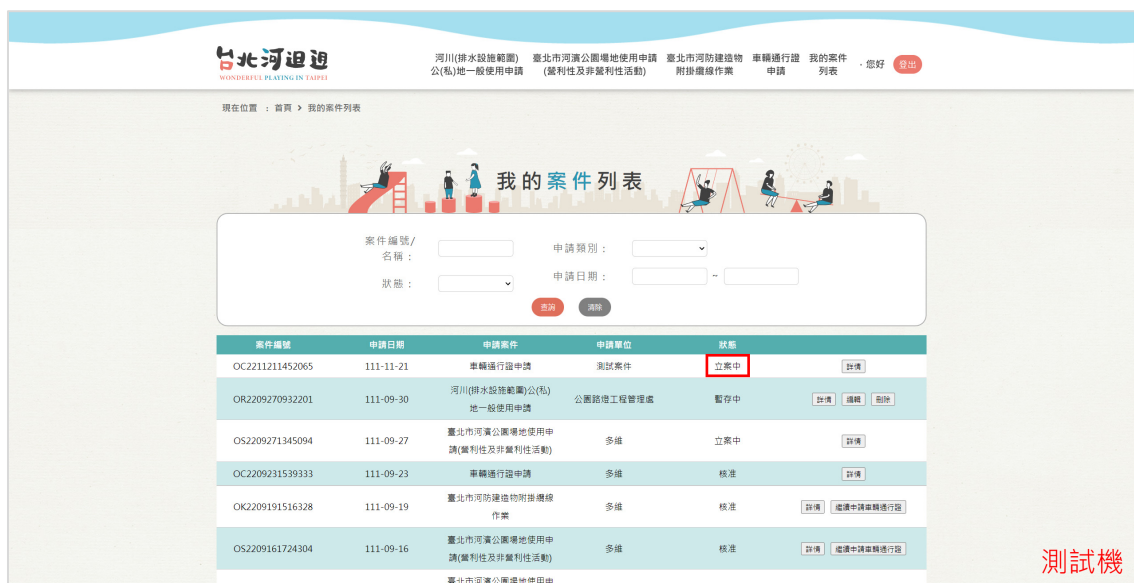 台北河迌迌
WONDERFUL PLAYING IN TAIPEI
河川(排水設施範圍)
公(私)地一般使用申請
臺北市河濱公園場地使用申請
(營利性及非營利性活動)
臺北市河防建造物
附掛纜線作業
車輛通行證
申請
我的案件
列表
. 您好
登出
現在位置 : 首頁 > 我的案件列表
我的案件列表
案件編號/
名稱 :
申請類別 :
狀態 :
申請日期 : ~
查詢 清除
案件編號 申請日期 申請案件 申請單位 狀態
OC2211211452065 111-11-21 車輛通行證申請 測試案件 立案中 詳情
OR2209270932201 111-09-30 河川(排水設施範圍)公(私)
地一般使用申請 公園路燈工程管理處 暫存中 詳情 編輯 刪除
OS2209271345094 111-09-27 臺北市河濱公園場地使用申
請(營利性及非營利性活動) 多維 立案中 詳情
OC2209231539333 111-09-23 車輛通行證申請 多維 核准 詳情
OK2209191516328 111-09-19 臺北市河防建造物附掛纜線
作業 多維 核准 詳情 繼續申請車輛通行證
OS2209161724304 111-09-16 臺北市河濱公園場地使用申
請(營利性及非營利性活動) 多維 核准 詳情 繼續申請車輛通行證
臺北市河濱公園場地使用申
測試機